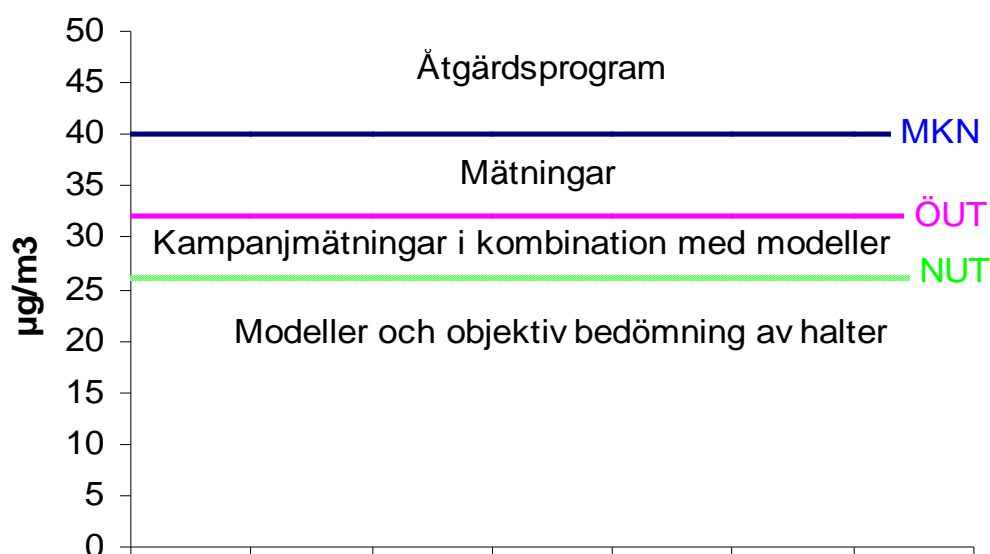 50
Åtgärdsprogram
45
40
MKN
Mätningar
35
ÖUT
30
Kampanjmätningar i kombination med modeller
NUT
25
Modeller och objektiv bedömning av halter
20
15
10
5
0
µg/m3